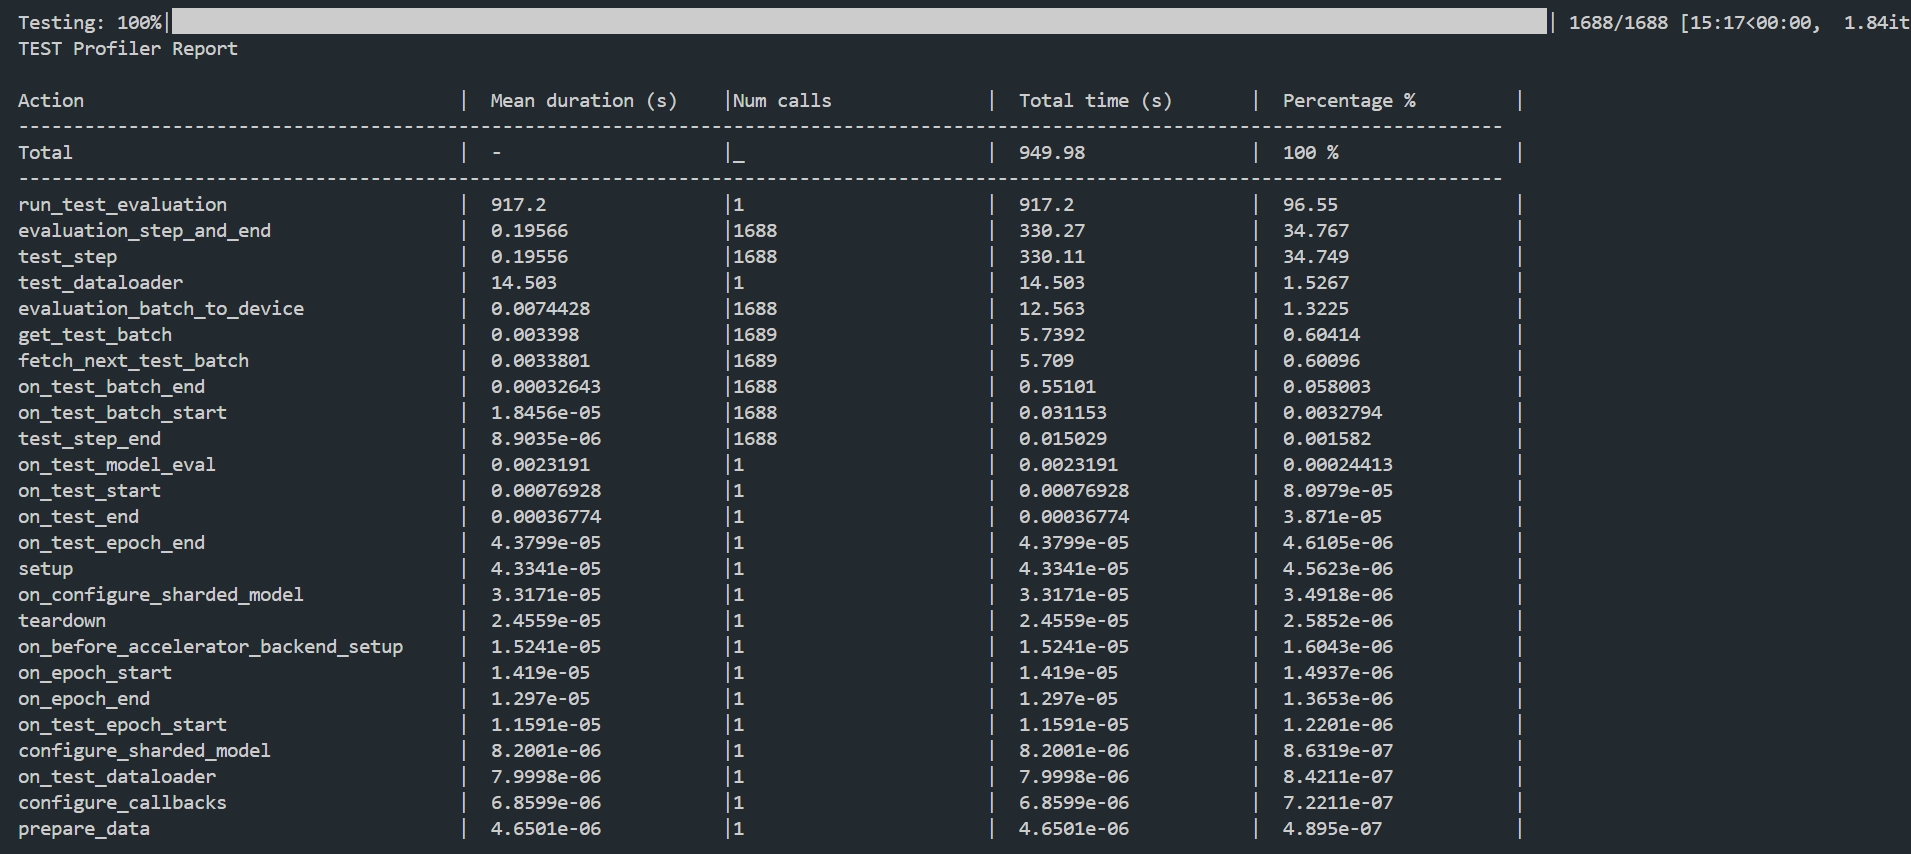 Testing: 100%| | 1688/1688 [15:17<00:00, 1.84it
TEST Profiler Report
Action | Mean duration (s) |Num calls | Total time (s) | Percentage % |
---------------------------------------------------------------------------------------------------------------------------------------
Total | - |_ | 949.98 | 100 % |
---------------------------------------------------------------------------------------------------------------------------------------
run_test_evaluation | 917.2 |1 | 917.2 | 96.55 |
evaluation_step_and_end | 0.19566 |1688 | 330.27 | 34.767 |
test_step | 0.19556 |1688 | 330.11 | 34.749 |
test_dataloader | 14.503 |1 | 14.503 | 1.5267 |
evaluation_batch_to_device | 0.0074428 |1688 | 12.563 | 1.3225 |
get_test_batch | 0.003398 |1689 | 5.7392 | 0.60414 |
fetch_next_test_batch | 0.0033801 |1689 | 5.709 | 0.60096 |
on_test_batch_end | 0.00032643 |1688 | 0.55101 | 0.058003 |
on_test_batch_start | 1.8456e-05 |1688 | 0.031153 | 0.0032794 |
test_step_end | 8.9035e-06 |1688 | 0.015029 | 0.001582 |
on_test_model_eval | 0.0023191 |1 | 0.0023191 | 0.00024413 |
on_test_start | 0.00076928 |1 | 0.00076928 | 8.0979e-05 |
on_test_end | 0.00036774 |1 | 0.00036774 | 3.871e-05 |
on_test_epoch_end | 4.3799e-05 |1 | 4.3799e-05 | 4.6105e-06 |
setup | 4.3341e-05 |1 | 4.3341e-05 | 4.5623e-06 |
on_configure_sharded_model | 3.3171e-05 |1 | 3.3171e-05 | 3.4918e-06 |
teardown | 2.4559e-05 |1 | 2.4559e-05 | 2.5852e-06 |
on_before_accelerator_backend_setup | 1.5241e-05 |1 | 1.5241e-05 | 1.6043e-06 |
on_epoch_start | 1.419e-05 |1 | 1.419e-05 | 1.4937e-06 |
on_epoch_end | 1.297e-05 |1 | 1.297e-05 | 1.3653e-06 |
on_test_epoch_start | 1.1591e-05 |1 | 1.1591e-05 | 1.2201e-06 |
configure_sharded_model | 8.2001e-06 |1 | 8.2001e-06 | 8.6319e-07 |
on_test_dataloader | 7.9998e-06 |1 | 7.9998e-06 | 8.4211e-07 |
configure_callbacks | 6.8599e-06 |1 | 6.8599e-06 | 7.2211e-07 |
prepare_data | 4.6501e-06 |1 | 4.6501e-06 | 4.895e-07 |